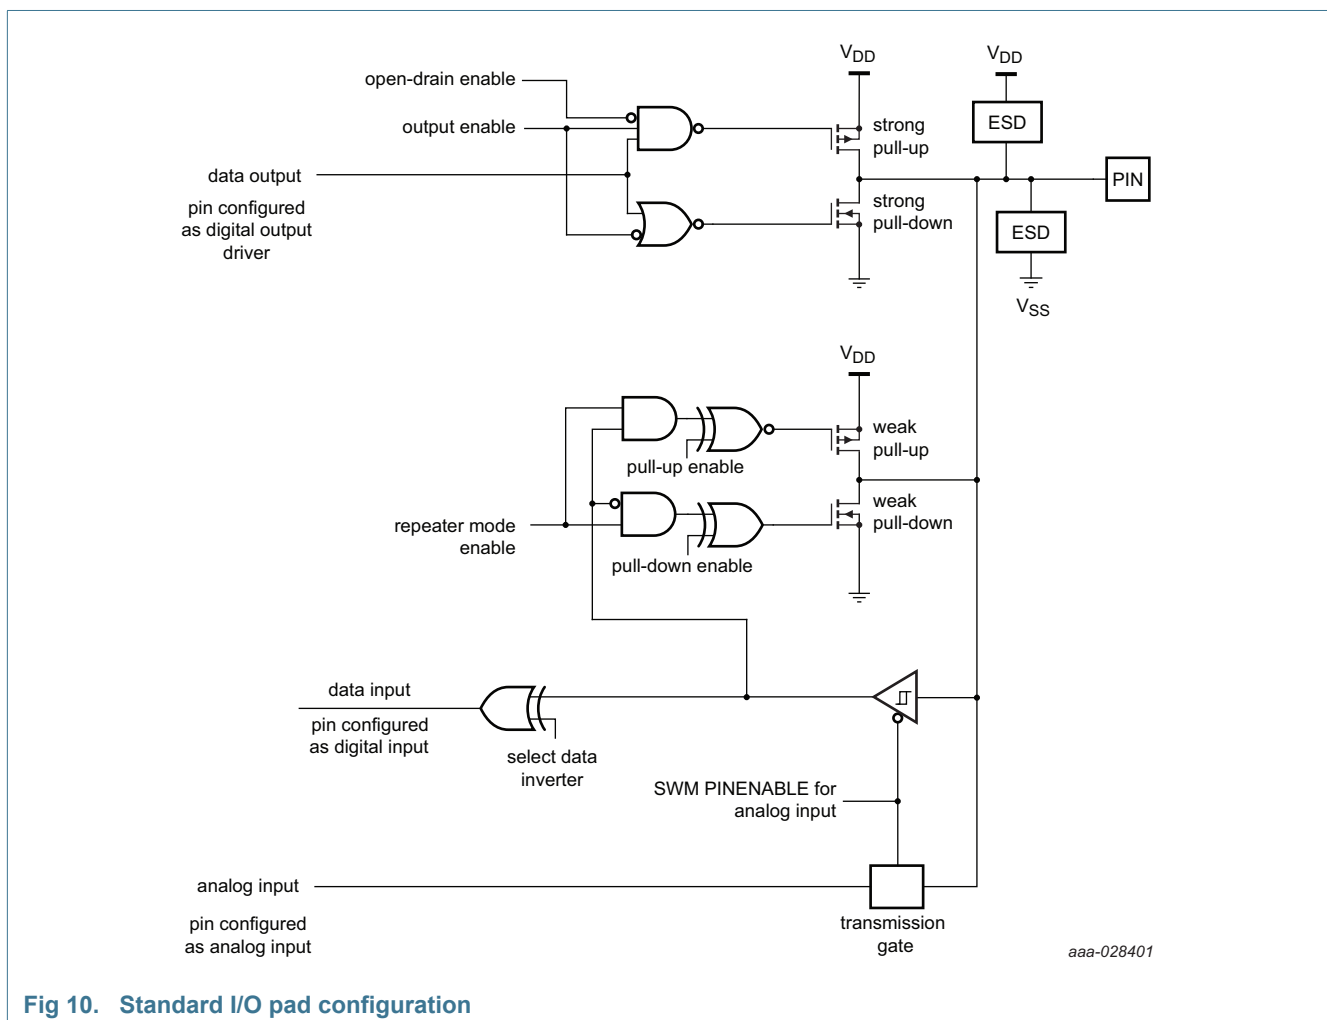 open-drain enable
output enable
data output
pin configured
as digital output
driver
VDD
strong
pull-up
strong
pull-down
VDD
ESD
PIN
ESD
VSS
VDD
weak
pull-up
pull-up enable
weak
pull-down
repeater mode
enable
pull-down enable
data input
pin configured
as digital input
select data
inverter
SWM PINENABLE for
analog input
analog input
pin configured
as analog input
transmission
gate
aaa-028401
Fig 10. Standard I/O pad configuration